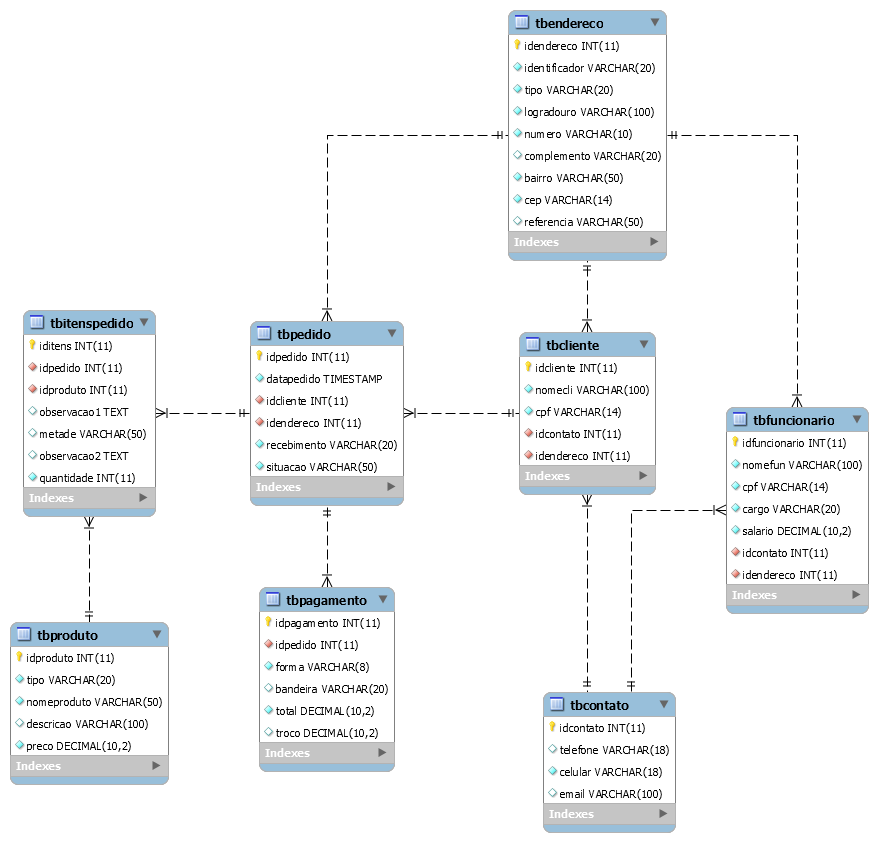 tbendereco
idendereco INT(11)
identificador VARCHAR(20)
tipo VARCHAR(20)
logradouro VARCHAR(100)
numero VARCHAR(10)
complemento VARCHAR(20)
bairro VARCHAR(50)
cep VARCHAR(14)
referencia VARCHAR(50)
Indexes
tbitenspedido
iditens INT(11)
idpedido INT(11)
idproduto INT(11)
observacao1 TEXT
metade VARCHAR(50)
observacao2 TEXT
quantidade INT(11)
Indexes
tbpedido
idpedido INT(11)
datapedido TIMESTAMP
idcliente INT(11)
idendereco INT(11)
recebimento VARCHAR(20)
situacao VARCHAR(50)
Indexes
tbcliente
idcliente INT(11)
nomecli VARCHAR(100)
cpf VARCHAR(14)
idcontato INT(11)
idendereco INT(11)
Indexes
tbfuncionario
idfuncionario INT(11)
nomefun VARCHAR(100)
cpf VARCHAR(14)
cargo VARCHAR(20)
salario DECIMAL(10,2)
idcontato INT(11)
idendereco INT(11)
Indexes
tbproduto
idproduto INT(11)
tipo VARCHAR(20)
nomeproduto VARCHAR(50)
descricao VARCHAR(100)
preco DECIMAL(10,2)
Indexes
tbpagamento
idpagamento INT(11)
idpedido INT(11)
forma VARCHAR(8)
bandeira VARCHAR(20)
total DECIMAL(10,2)
troco DECIMAL(10,2)
Indexes
tbcontato
idcontato INT(11)
telefone VARCHAR(18)
celular VARCHAR(18)
email VARCHAR(100)
Indexes